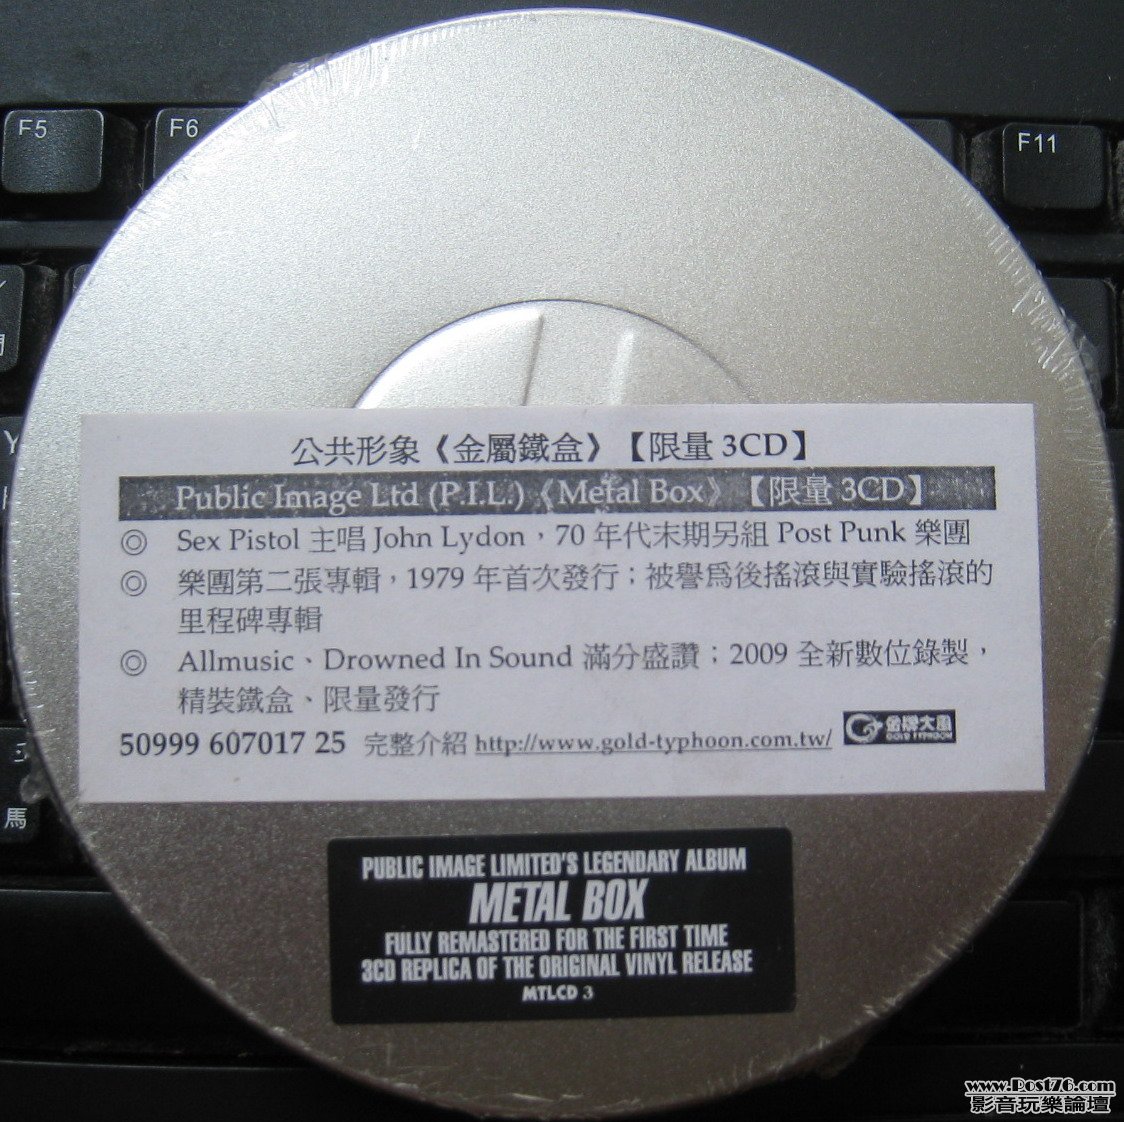 F5
F6
F11
公共形象《金屬鐵盒》【限量 3CD】
Public Image Ltd (P.I.L.)《Metal Box》【限量 3CD】
◎ Sex Pistol 主唱 John Lydon，70 年代末期另組 Post Punk 樂團
◎ 樂團第二張專輯，1979 年首次發行；被譽為後搖滾與實驗搖滾的
里程碑專輯
◎ Allmusic、Drowned In Sound 滿分盛讚；2009 全新數位錄製，
精裝鐵盒、限量發行
50999 607017 25 完整介紹 http://www.gold-typhoon.com.tw/ 金牌大風
GOLD TYPHOON
Y
馬
PUBLIC IMAGE LIMITED'S LEGENDARY ALBUM
METAL BOX
FULLY REMASTERED FOR THE FIRST TIME
3CD REPLICA OF THE ORIGINAL VINYL RELEASE
MTLCD 3
www.Post76.com
影音玩樂論壇